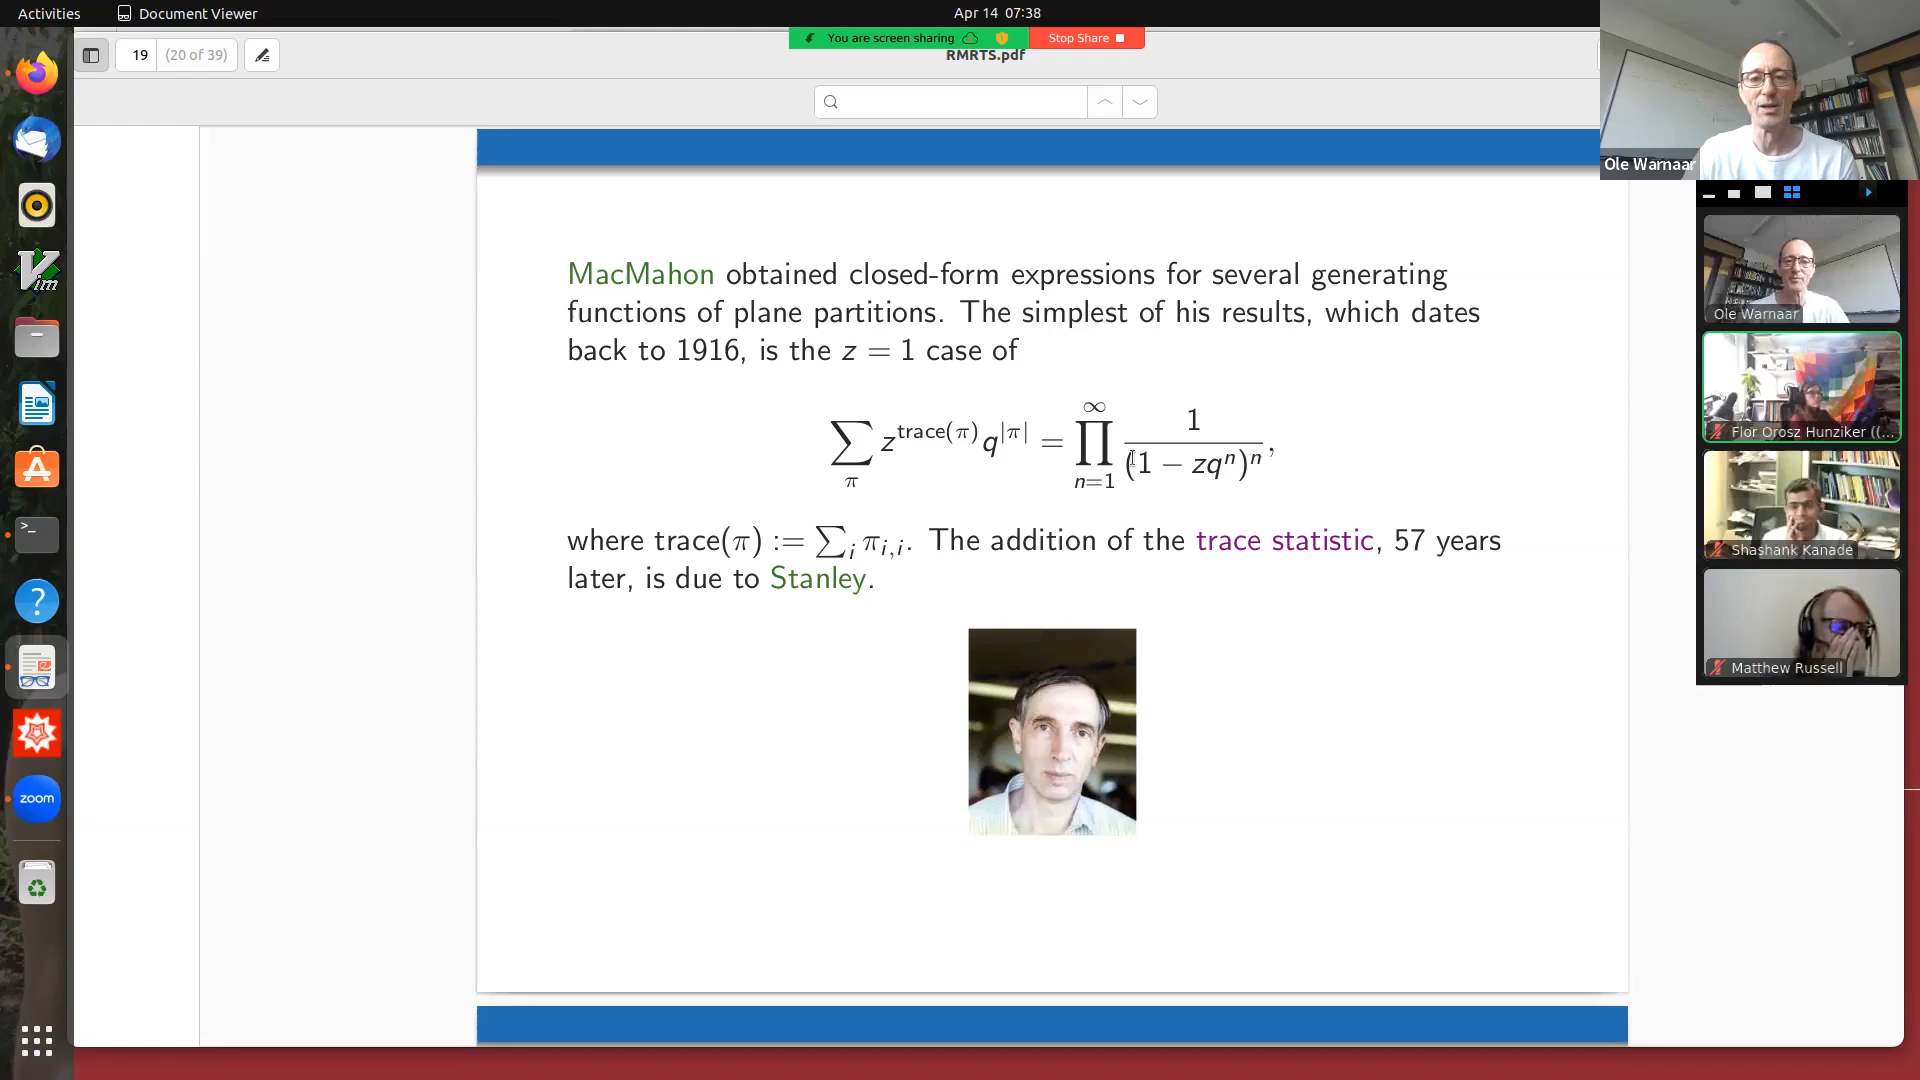 Activities
Document Viewer
Apr 14 07:38
You are screen sharing
Stop Share
19
(20 of 39)
RMRTS.pdf
Ole Warnaar
MacMahon obtained closed-form expressions for several generating
functions of plane partitions. The simplest of his results, which dates
back to 1916, is the z = 1 case of
∑_π z^{trace(π)} q^{|π|} = ∏_{n=1}^{∞} 1/(1 − zq^n)^n,
where trace(π) := ∑_i π_{i,i}. The addition of the trace statistic, 57 years
later, is due to Stanley.
Ole Warnaar
Flor Orosz Hunziker ((...
Shashank Kanade
Matthew Russell
Vim
>_
?
zoom